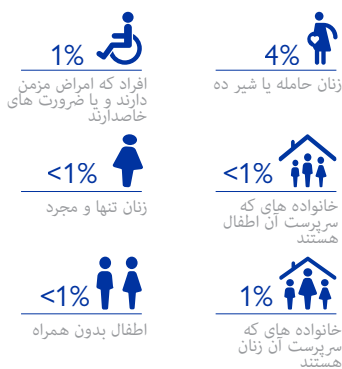 4%
زنان حامله یا شیر ده
1%
افراد که امراض مزمن
دارند و یا ضرورت های
خاصدارند
<1%
خانواده های که
سرپرست آن اطفال
هستند
<1%
زنان تنها و مجرد
1%
خانواده های که
سرپرست آن زنان
هستند
<1%
اطفال بدون همراه